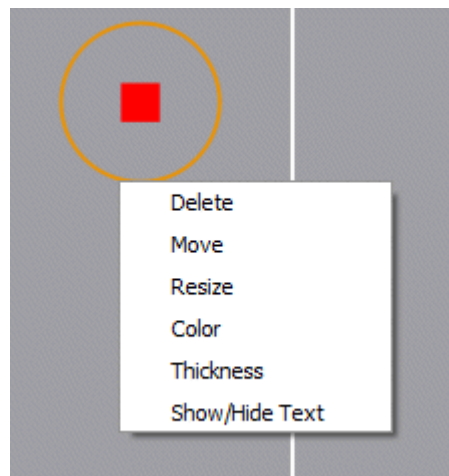 Delete
Move
Resize
Color
Thickness
Show/Hide Text